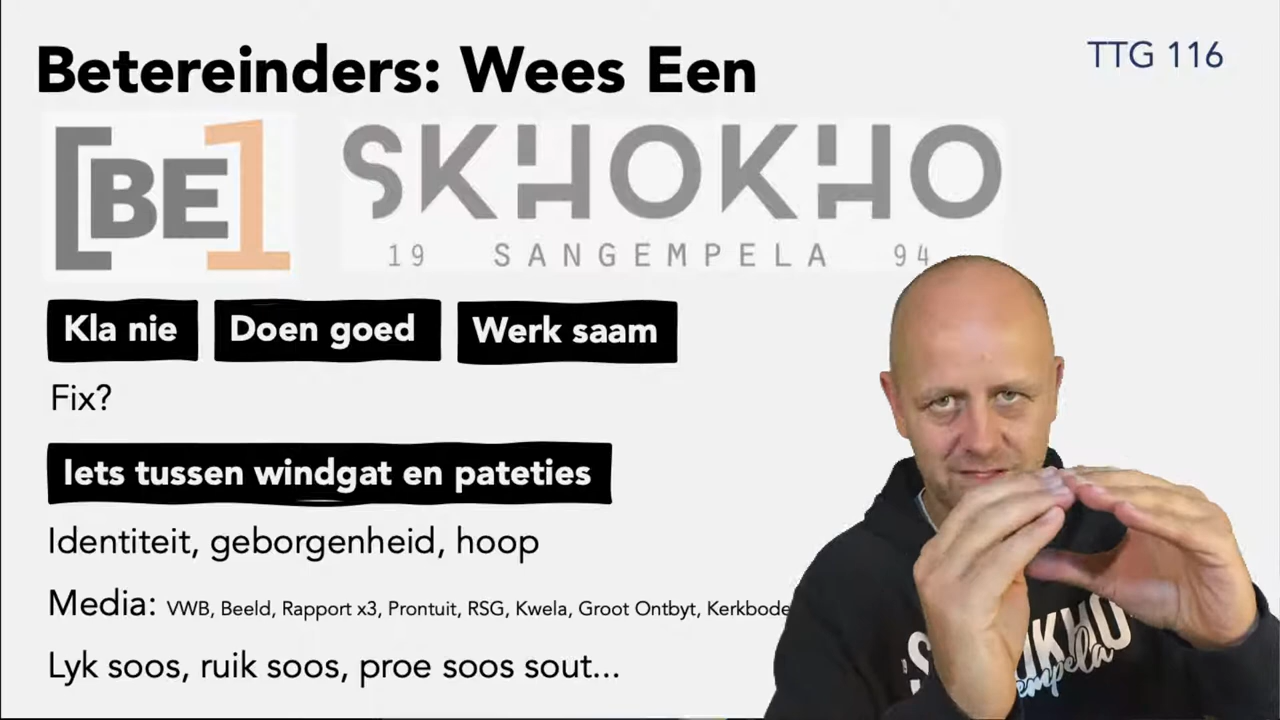 Betereinders: Wees Een
TTG 116
[BE1
SKHOKHO
19 SANGEMPELA 94
Kla nie
Doen goed
Werk saam
Fix?
Iets tussen windgat en pateties
Identiteit, geborgenheid, hoop
Media: VWB, Beeld, Rapport x3, Prontuit, RSG, Kwela, Groot Ontbyt, Kerkbode
Lyk soos, ruik soos, proe soos sout...